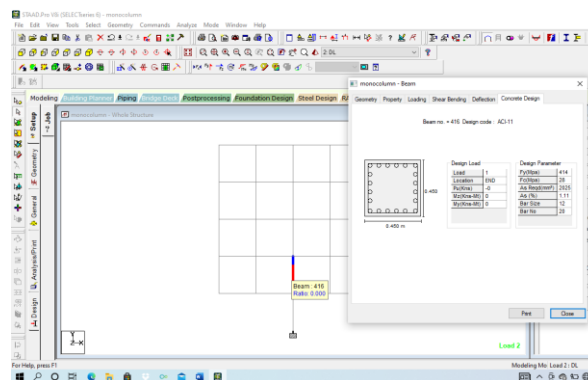 STAAD.Pro V8i (SELECTseries 6) - monocolumn
File Edit View Tools Select Geometry Commands Analyze Mode Window Help
2: DL
Modeling Building Planner Piping Bridge Deck Postprocessing Foundation Design Steel Design
monocolumn - Whole Structure
Setup
Job
Geometry
General
Analysis/Print
Design
Beam : 416
Ratio: 0.000
Y
Z X
Load 2
monocolumn - Beam
Geometry Property Loading Shear Bending Deflection Concrete Design
Beam no. = 416 Design code : ACI-11
0.450
0.450 m
Design Load
Load 1
Location END
Pu(Kns) -0
Mz(Kns-Mt) 0
My(Kns-Mt) 0
Design Parameter
Fy(Mpa) 414
Fc(Mpa) 28
As Reqd(mm²) 2025
As (%) 1.11
Bar Size 12
Bar No 20
Print Close
For Help, press F1
Modeling Mo Load 2 : DL